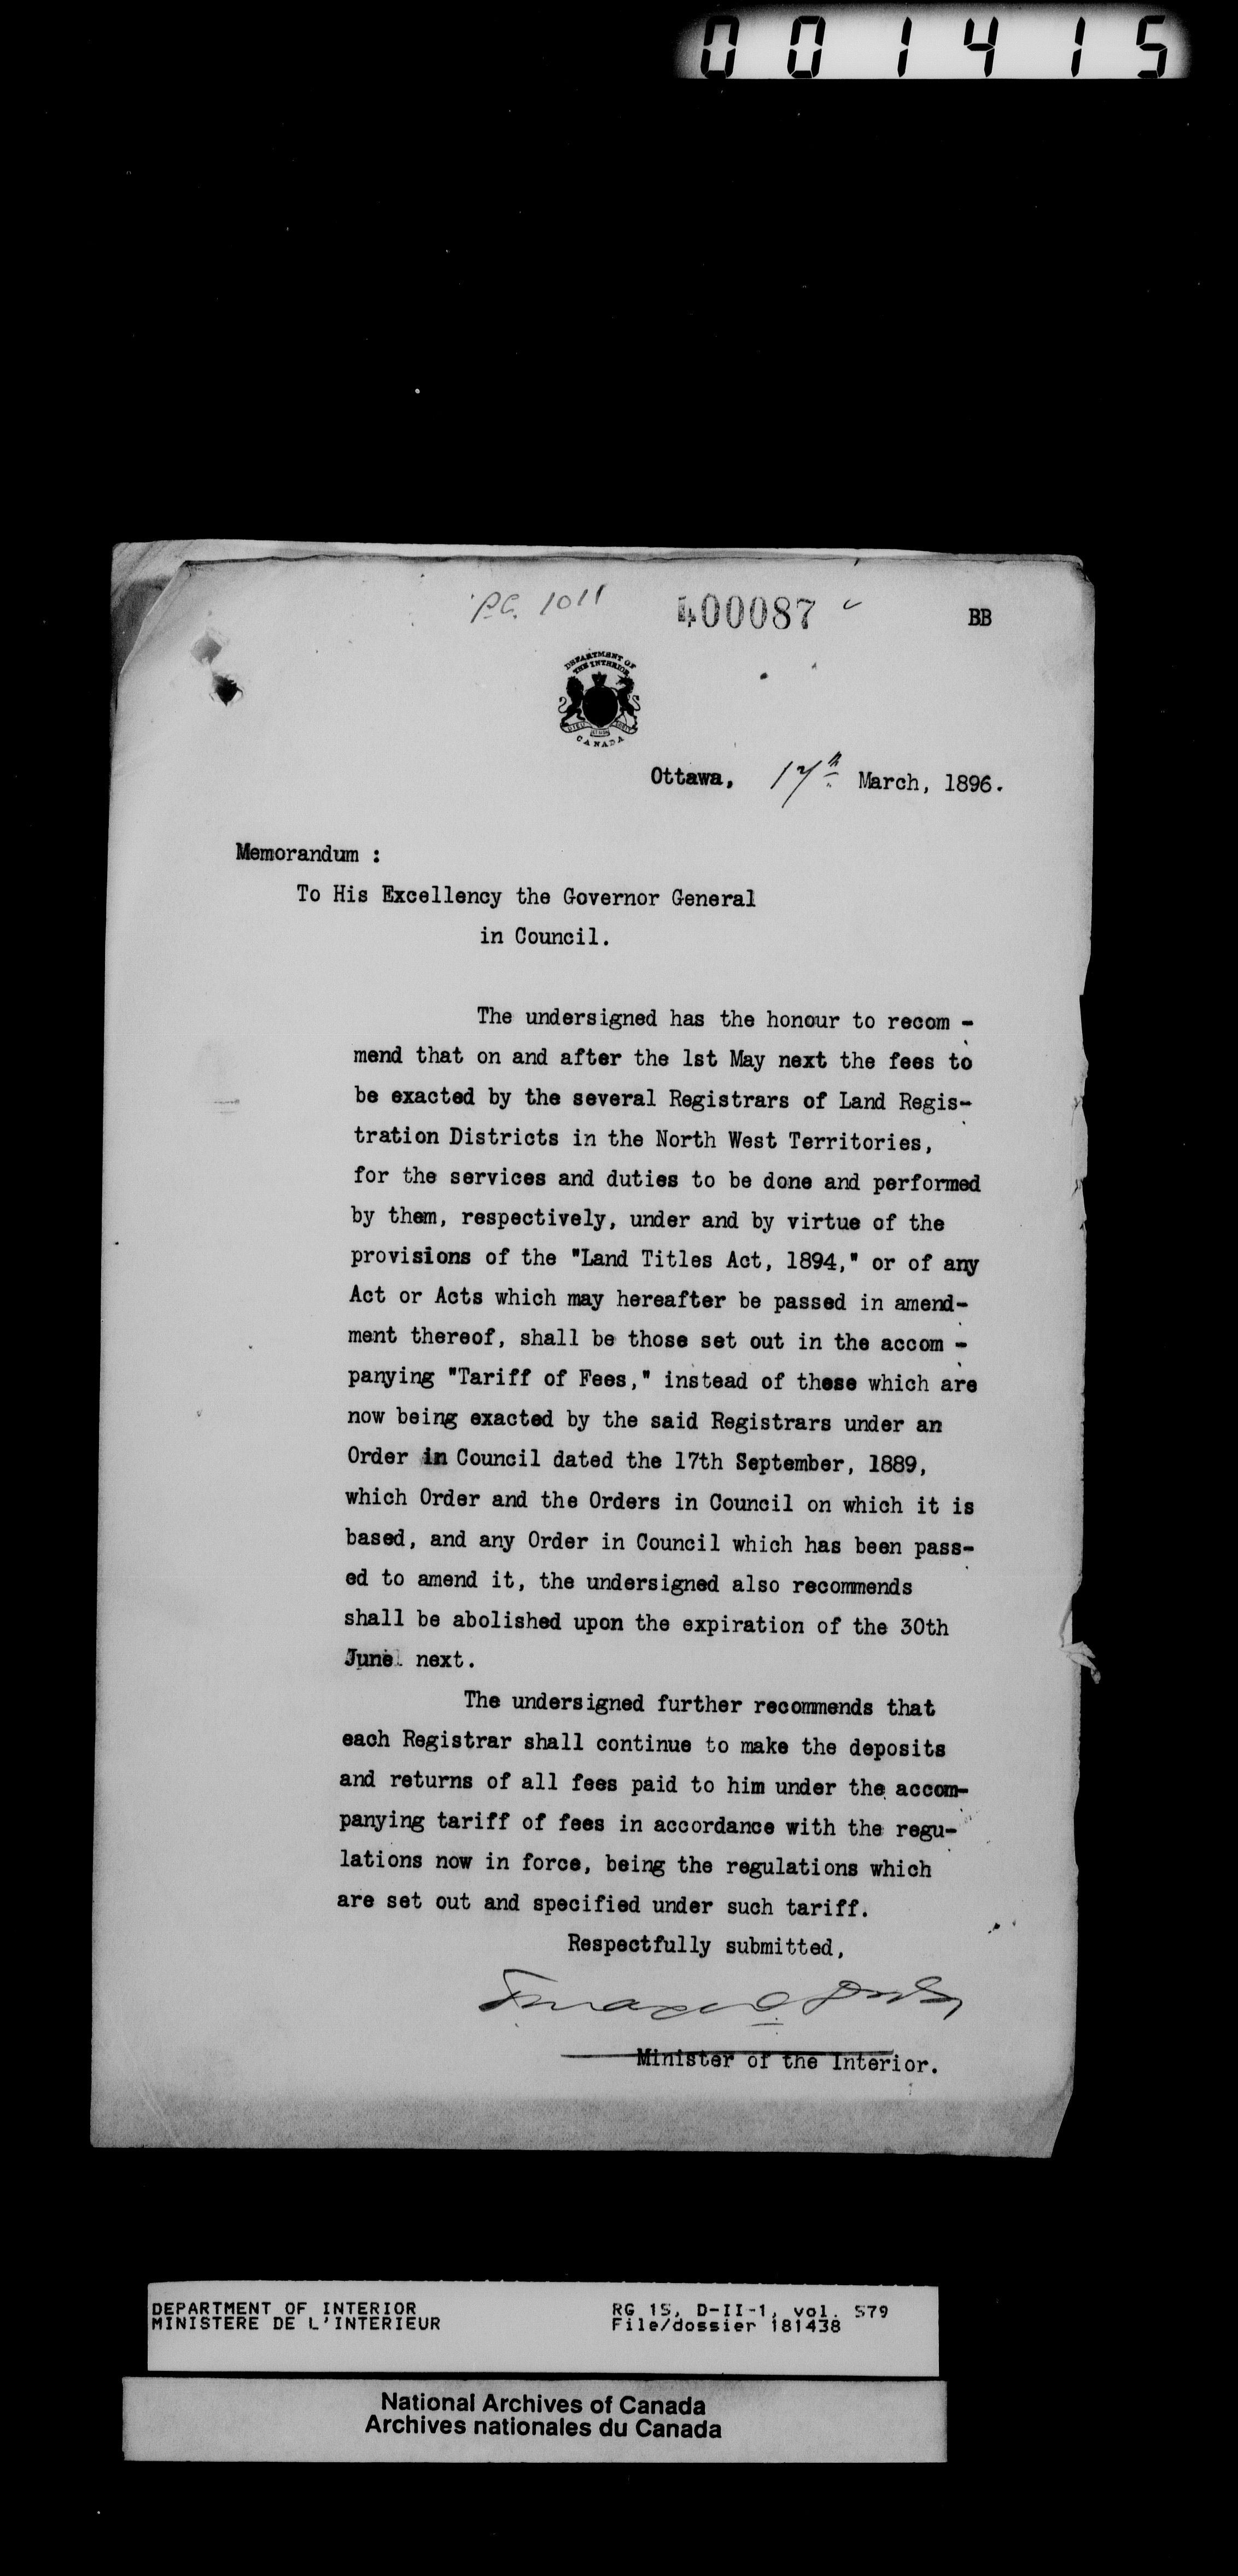 001415
P.C. 1011
400087
BB
DEPARTMENT OF
THE INTERIOR
CANADA
Ottawa, 17th March, 1896.
Memorandum :
To His Excellency the Governor General
in Council.
The undersigned has the honour to recom -
mend that on and after the 1st May next the fees to
be exacted by the several Registrars of Land Regis-
tration Districts in the North West Territories,
for the services and duties to be done and performed
by them, respectively, under and by virtue of the
provisions of the "Land Titles Act, 1894," or of any
Act or Acts which may hereafter be passed in amend-
ment thereof, shall be those set out in the accom -
panying "Tariff of Fees," instead of these which are
now being exacted by the said Registrars under an
Order in Council dated the 17th September, 1889,
which Order and the Orders in Council on which it is
based, and any Order in Council which has been pass-
ed to amend it, the undersigned also recommends
shall be abolished upon the expiration of the 30th
June next.
The undersigned further recommends that
each Registrar shall continue to make the deposits
and returns of all fees paid to him under the accom-
panying tariff of fees in accordance with the regu-
lations now in force, being the regulations which
are set out and specified under such tariff.
Respectfully submitted,
Minister of the Interior.
DEPARTMENT OF INTERIOR
MINISTERE DE L'INTERIEUR
RG 15, D-II-1, vol. 579
File/dossier 181438
National Archives of Canada
Archives nationales du Canada